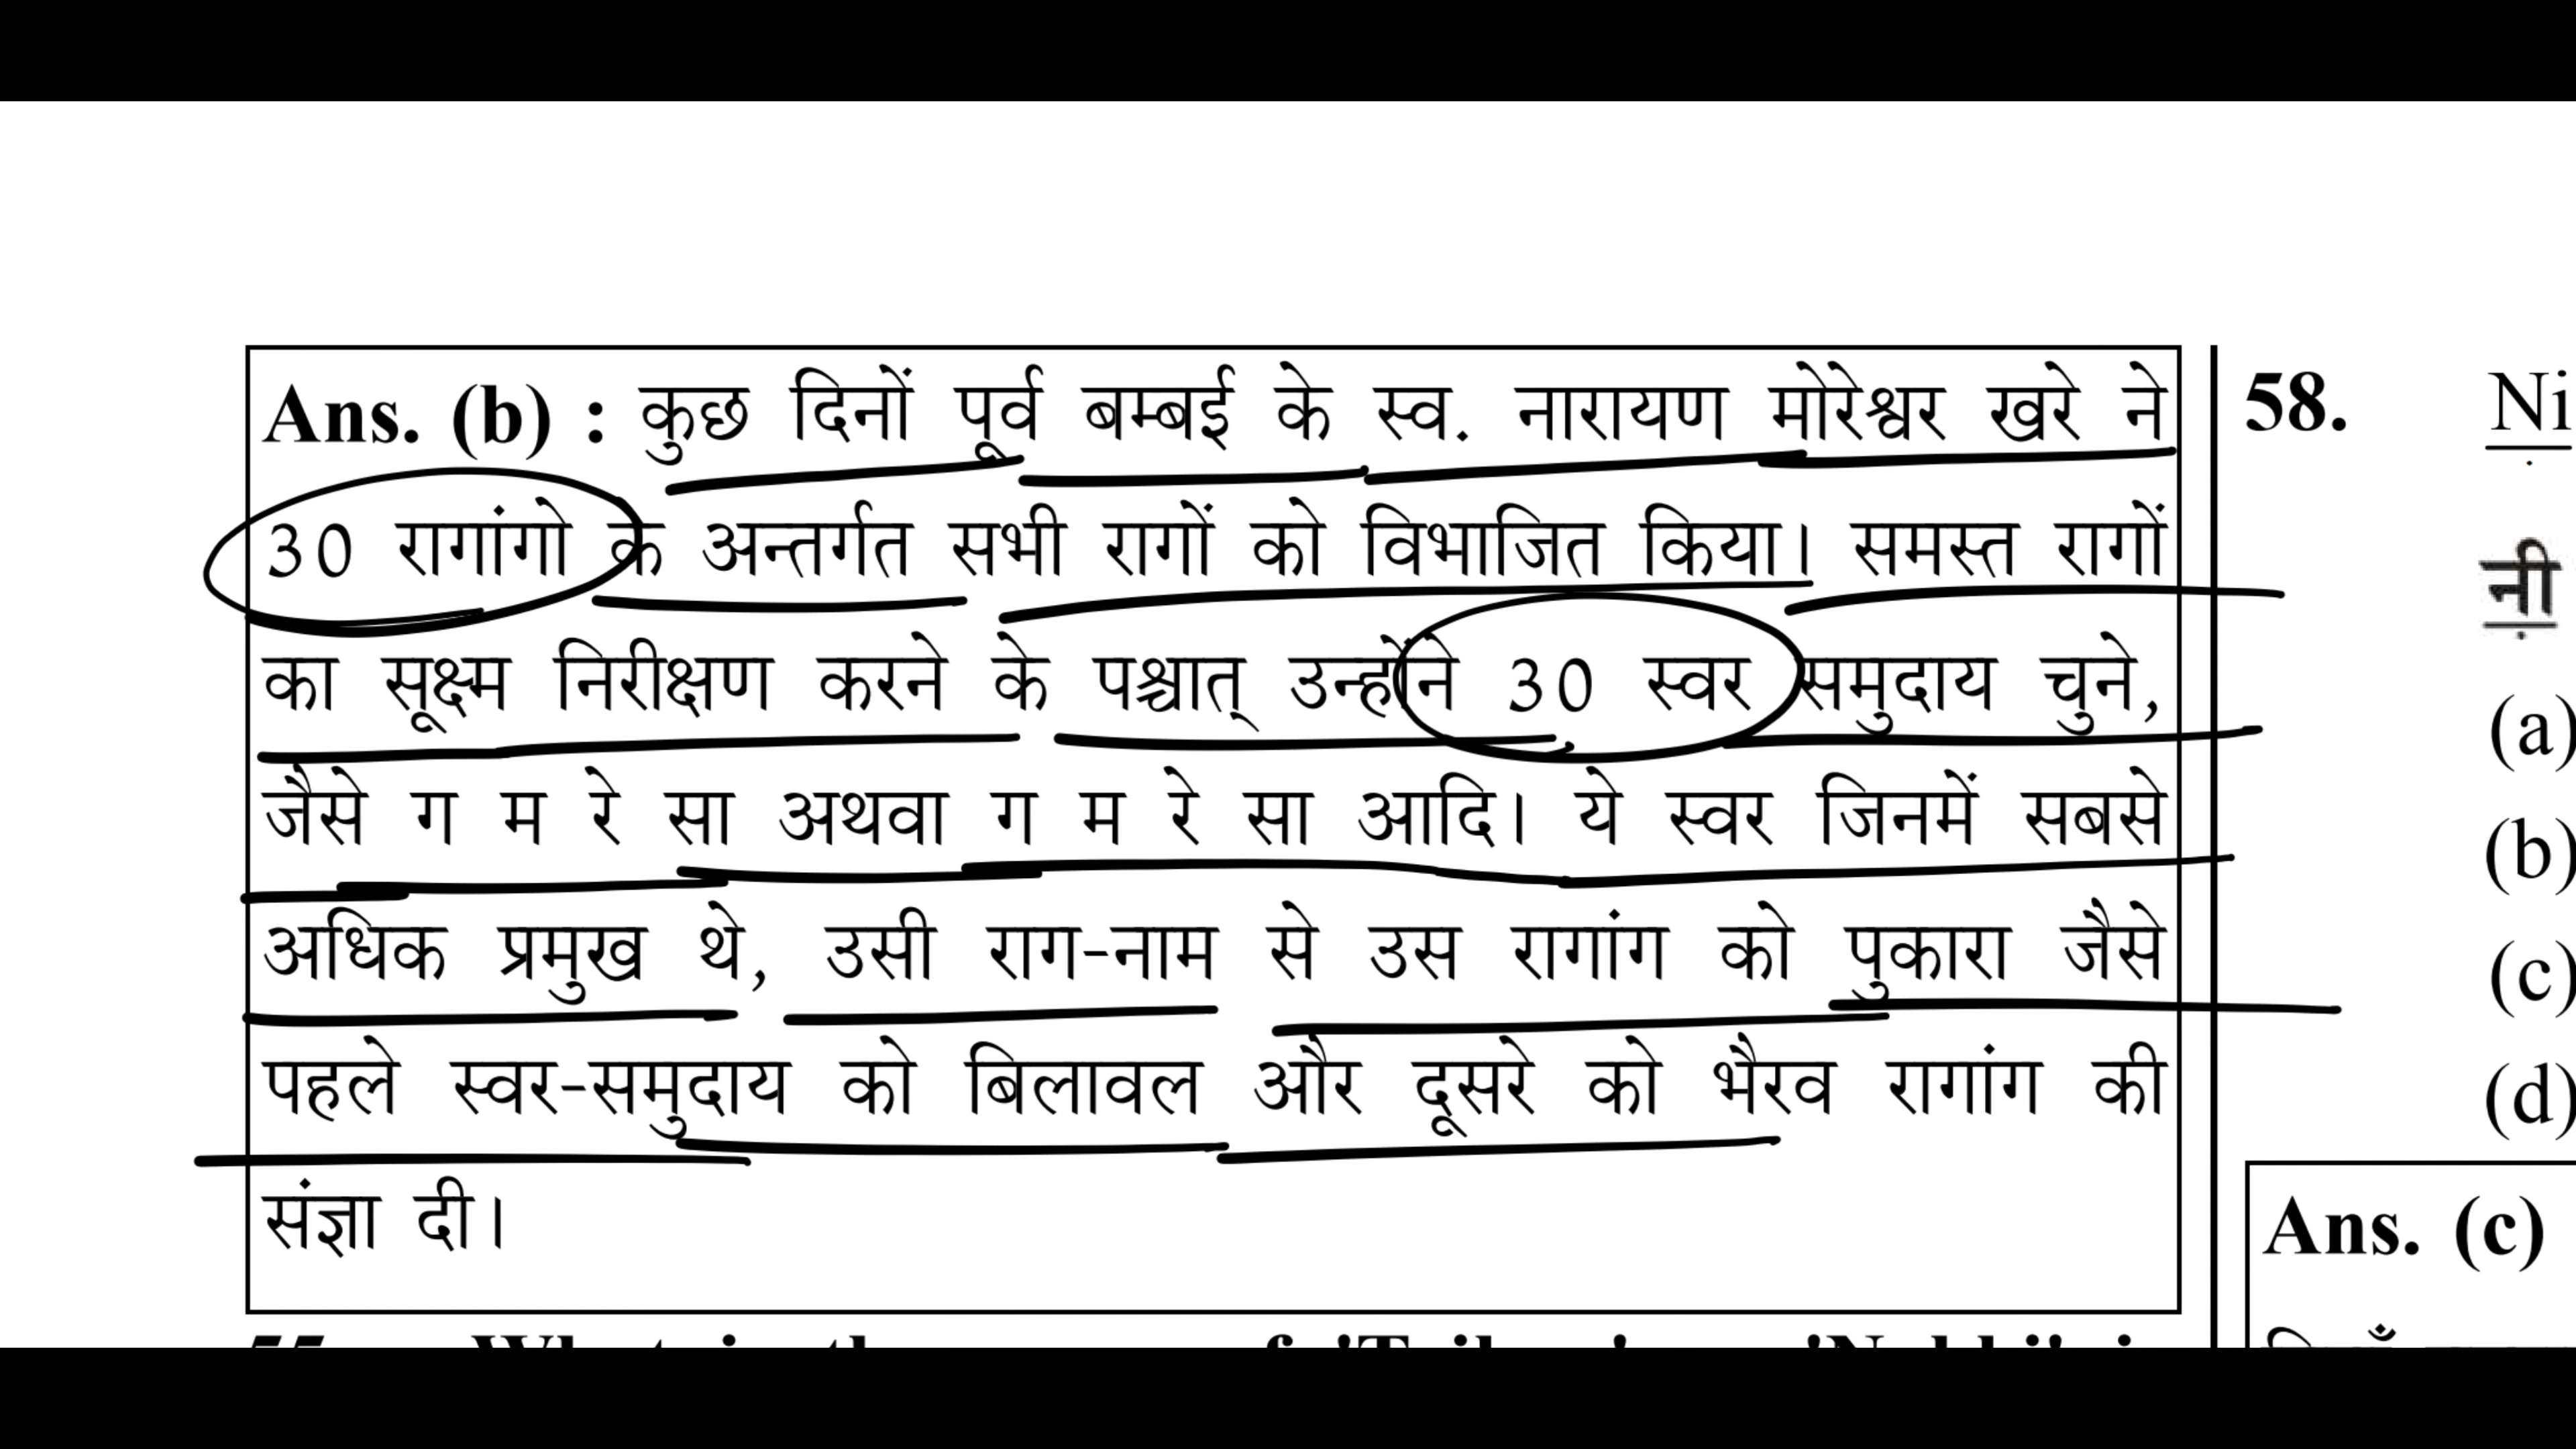 Ans. (b) : कुछ दिनों पूर्व बम्बई के स्व. नारायण मोरेश्वर खरे ने
30 रागांगो के अन्तर्गत सभी रागों को विभाजित किया। समस्त रागों
का सूक्ष्म निरीक्षण करने के पश्चात् उन्होंने 30 स्वर समुदाय चुने,
जैसे ग म रे सा अथवा ग म रे सा आदि। ये स्वर जिनमें सबसे
अधिक प्रमुख थे, उसी राग-नाम से उस रागांग को पुकारा जैसे
पहले स्वर-समुदाय को बिलावल और दूसरे को भैरव रागांग की
संज्ञा दी।
58. Ni
नी
(a)
(b)
(c)
(d)
Ans. (c)